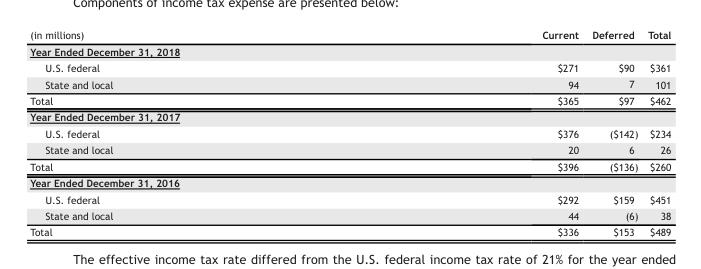 Components of income tax expense are presented below:
(in millions) Current Deferred Total
Year Ended December 31, 2018
U.S. federal $271 $90 $361
State and local 94 7 101
Total $365 $97 $462
Year Ended December 31, 2017
U.S. federal $376 ($142) $234
State and local 20 6 26
Total $396 ($136) $260
Year Ended December 31, 2016
U.S. federal $292 $159 $451
State and local 44 (6) 38
Total $336 $153 $489
The effective income tax rate differed from the U.S. federal income tax rate of 21% for the year ended